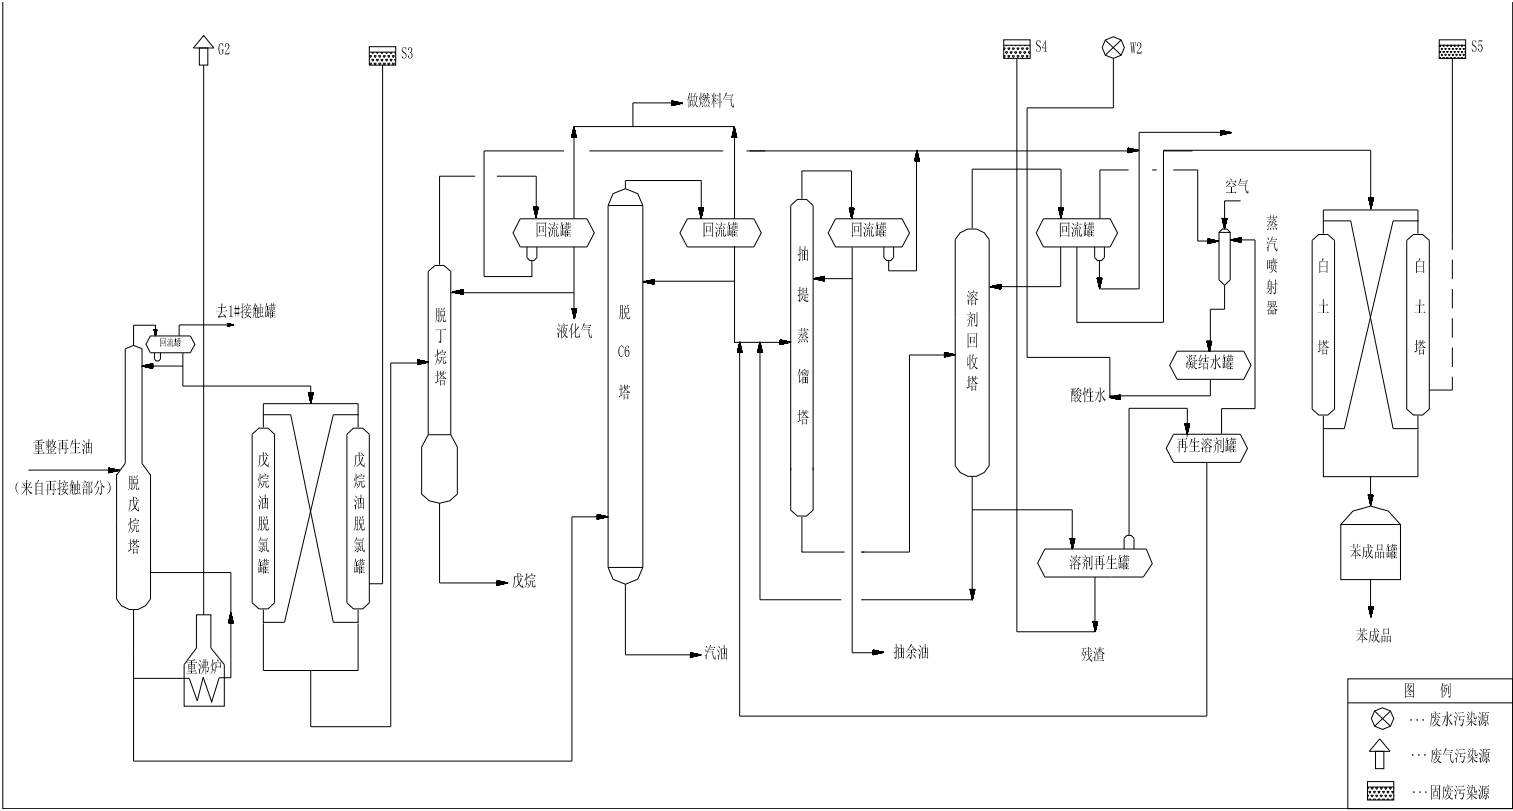 G2
S3
S4
W2
S5
做燃料气
空气
蒸汽喷射器
回流罐
回流罐
回流罐
回流罐
去1#接触罐
回流罐
液化气
脱丁烷塔
脱C6塔
抽提蒸馏塔
溶剂回收塔
白土塔
白土塔
凝结水罐
酸性水
再生溶剂罐
重整再生油
(来自再接触部分)
脱戊烷塔
戊烷油脱氯罐
戊烷油脱氯罐
戊烷
溶剂再生罐
苯成品罐
重沸炉
汽油
抽余油
残渣
苯成品
图 例
···废水污染源
···废气污染源
···固废污染源